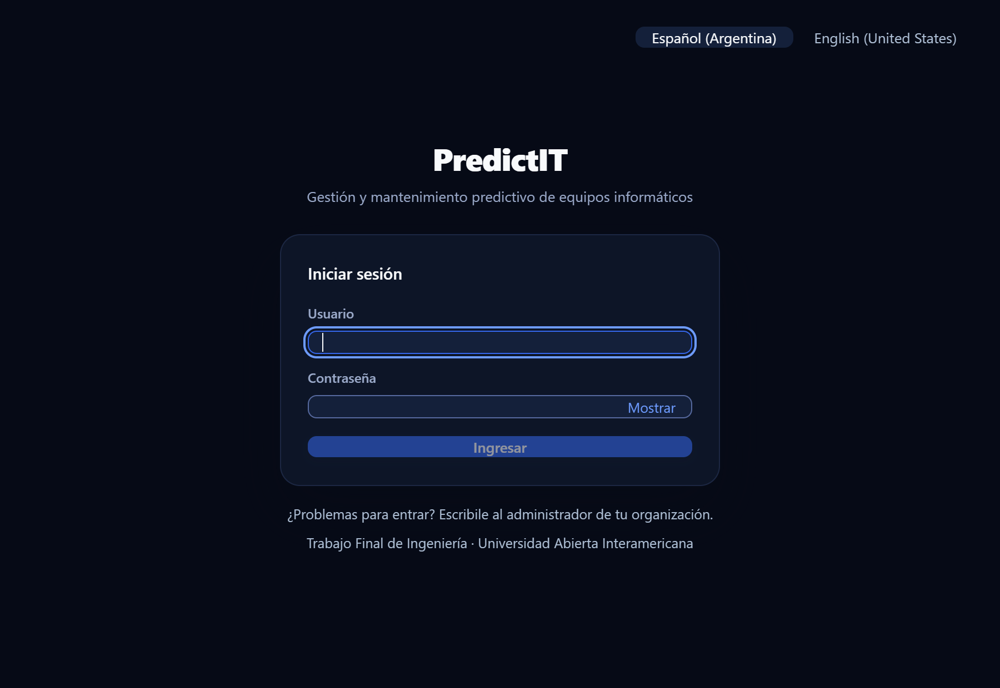 Español (Argentina) English (United States)
PredictIT
Gestión y mantenimiento predictivo de equipos informáticos
Iniciar sesión
Usuario
Contraseña
Mostrar
Ingresar
¿Problemas para entrar? Escribile al administrador de tu organización.
Trabajo Final de Ingeniería · Universidad Abierta Interamericana